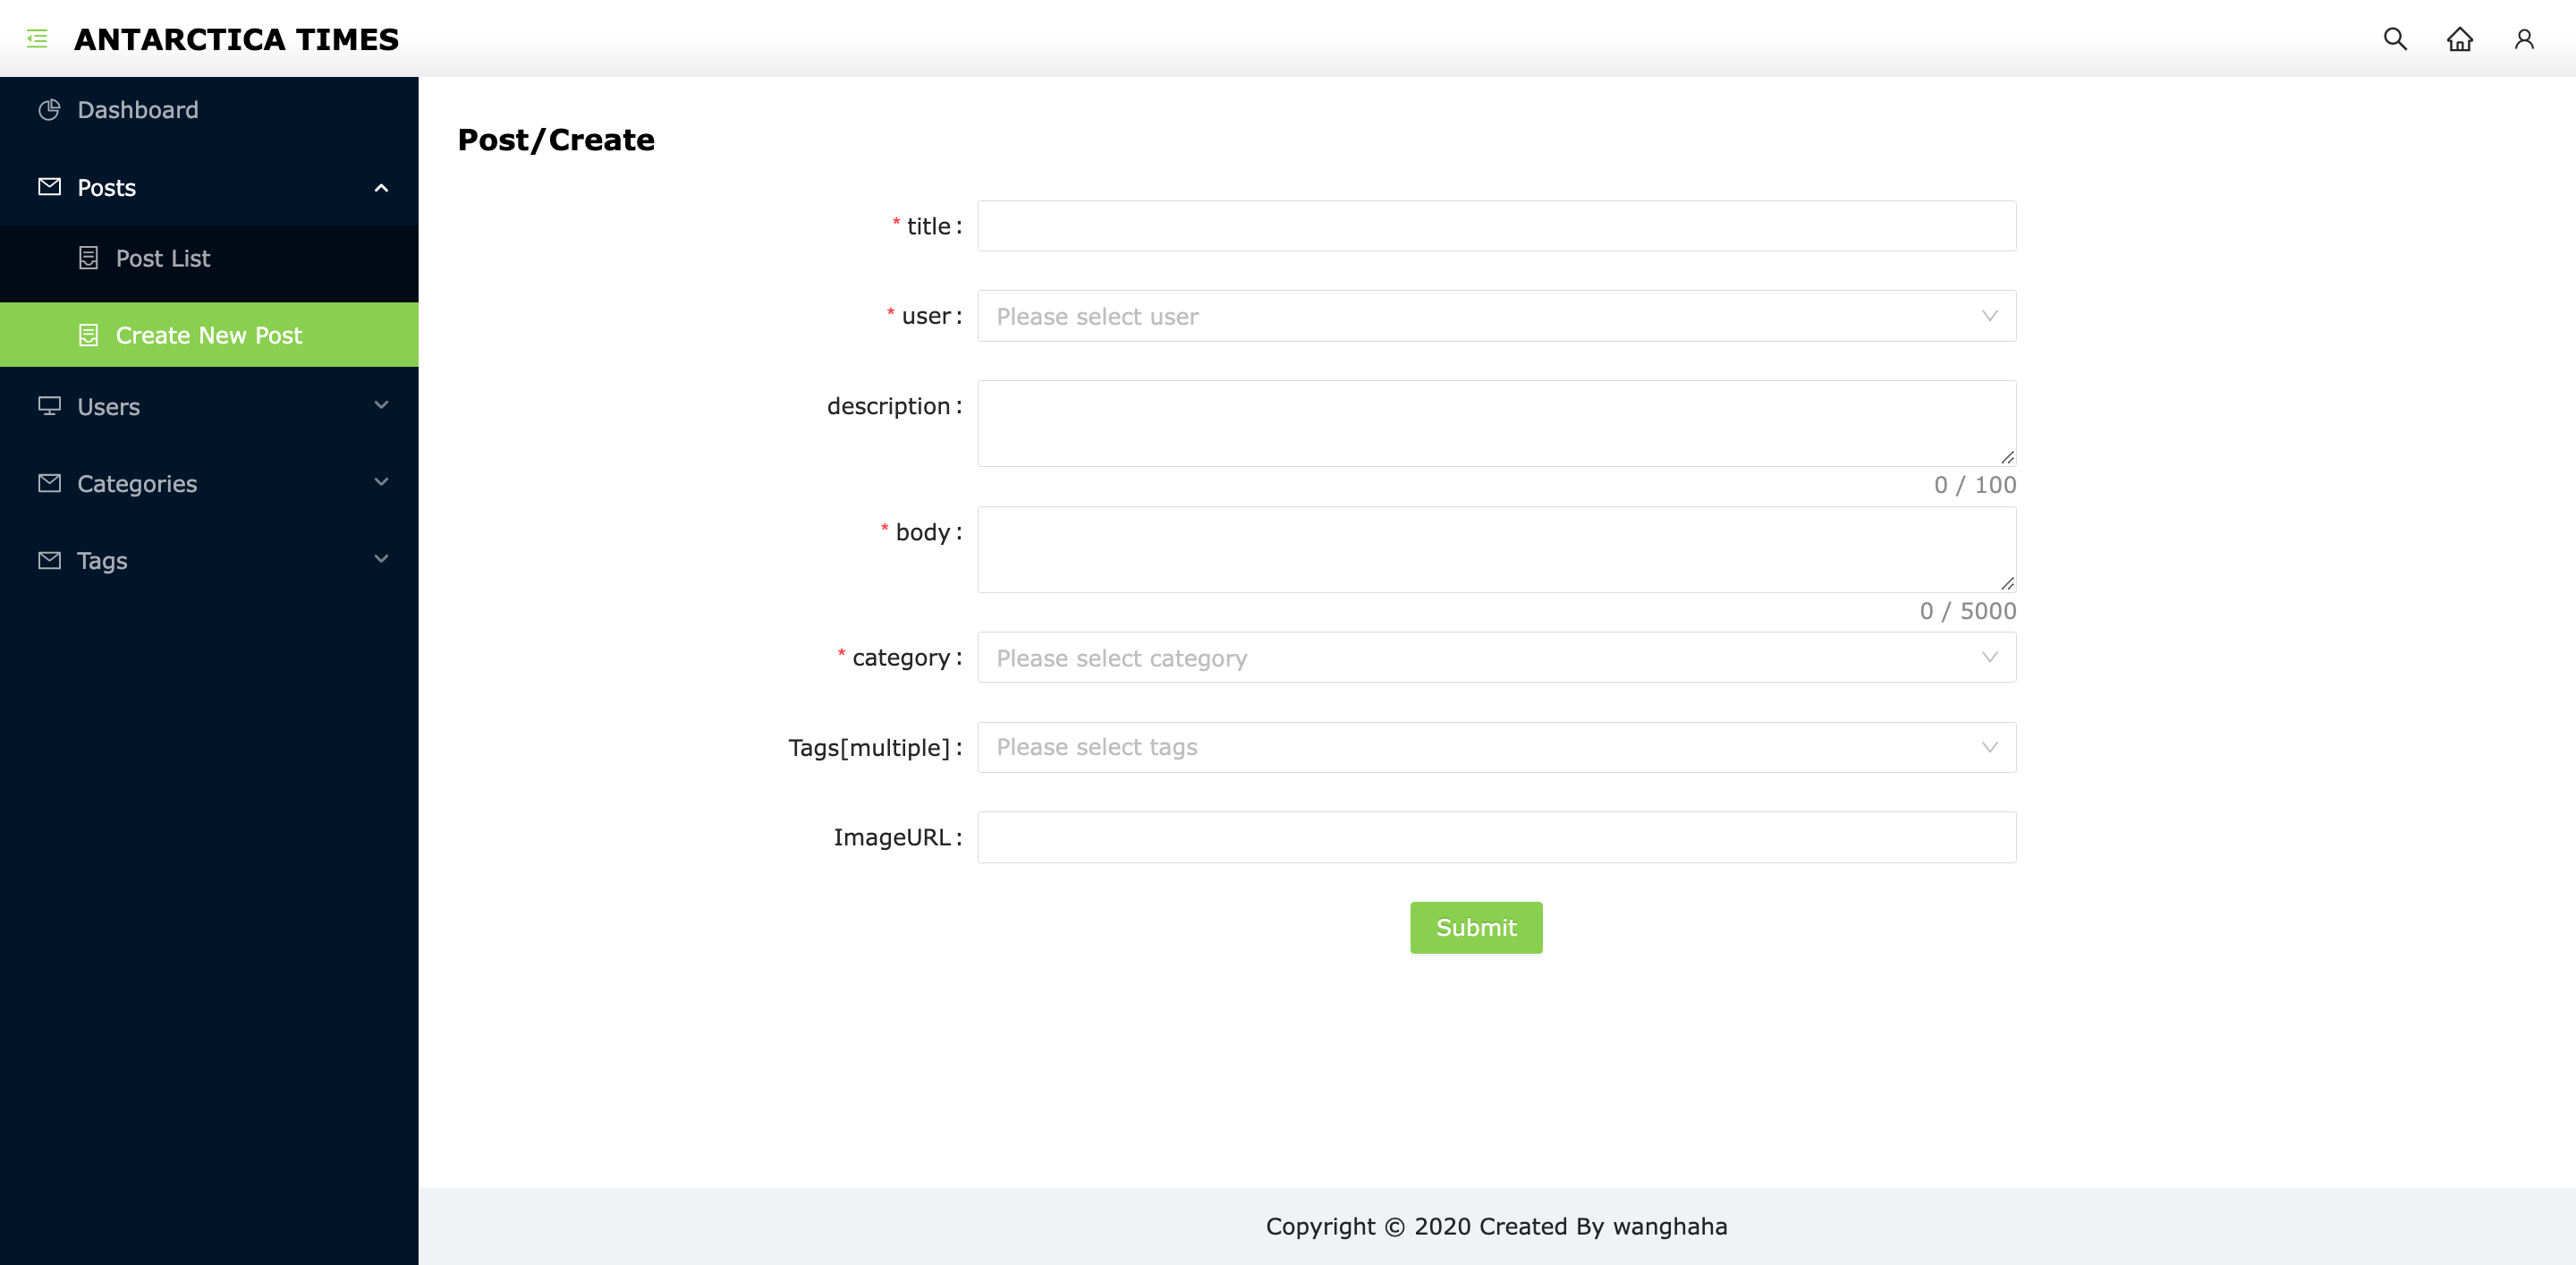 ANTARCTICA TIMES
Dashboard
Posts
Post List
Create New Post
Users
Categories
Tags
Post/Create
* title :
* user : Please select user
description :
0 / 100
* body :
0 / 5000
* category : Please select category
Tags[multiple] : Please select tags
ImageURL :
Submit
Copyright © 2020 Created By wanghaha